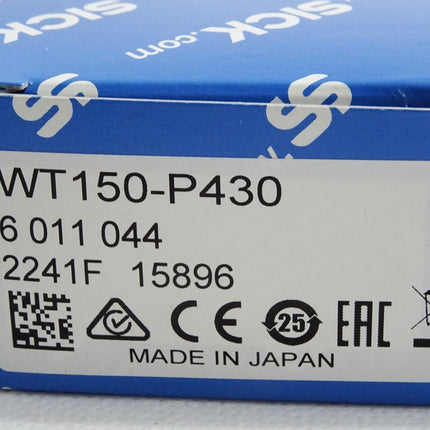 SICK.com
SICK
WT150-P430
6 011 044
2241F 15896
CE 25 EAC
MADE IN JAPAN